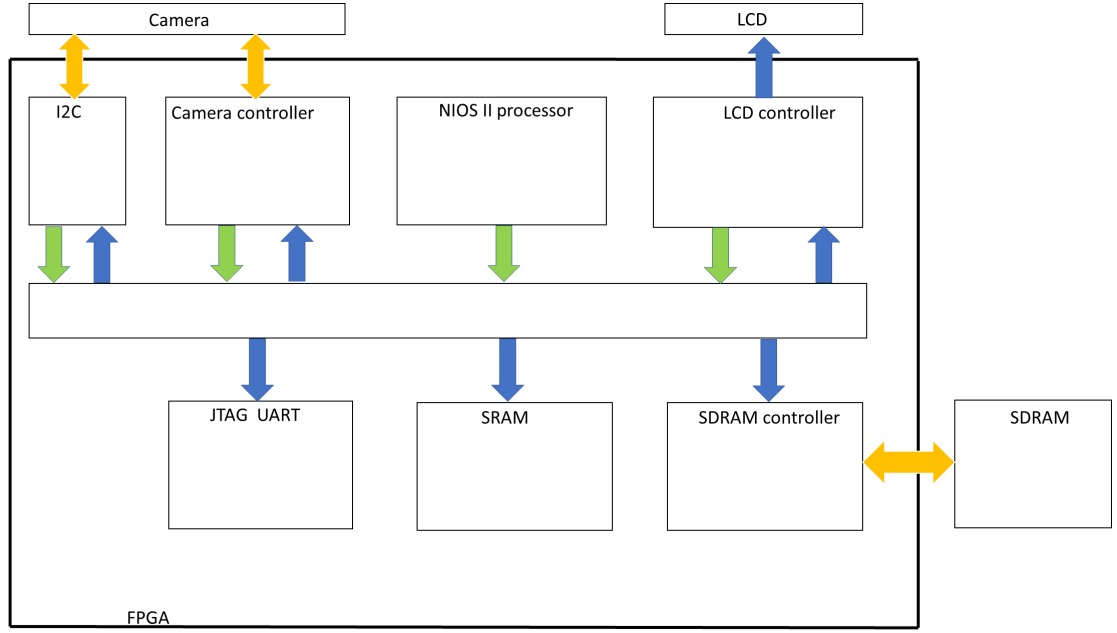 Camera
LCD
I2C
Camera controller
NIOS II processor
LCD controller
JTAG UART
SRAM
SDRAM controller
SDRAM
FPGA